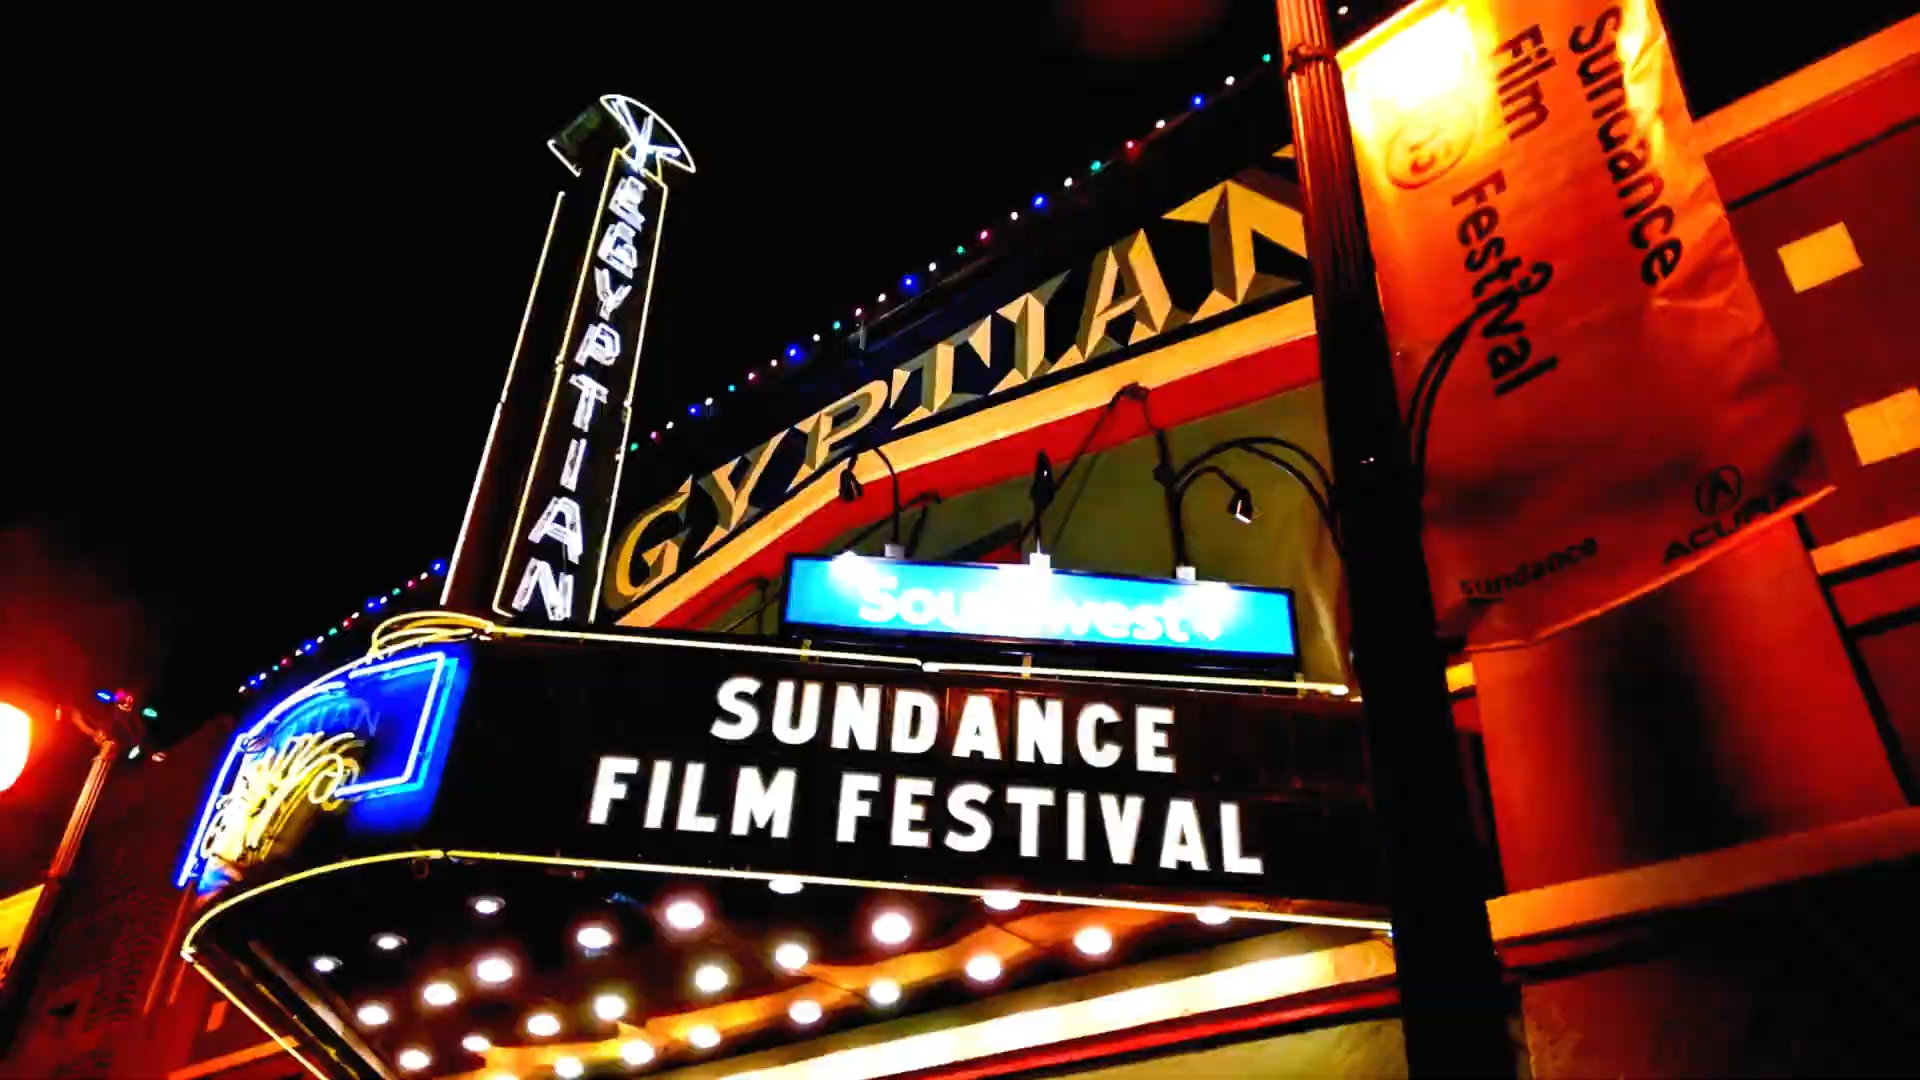 EGYPTIAN
GYPTIAN
Southwest
SUNDANCE
FILM FESTIVAL
Sundance
Film
Festival
sundance
ACURA